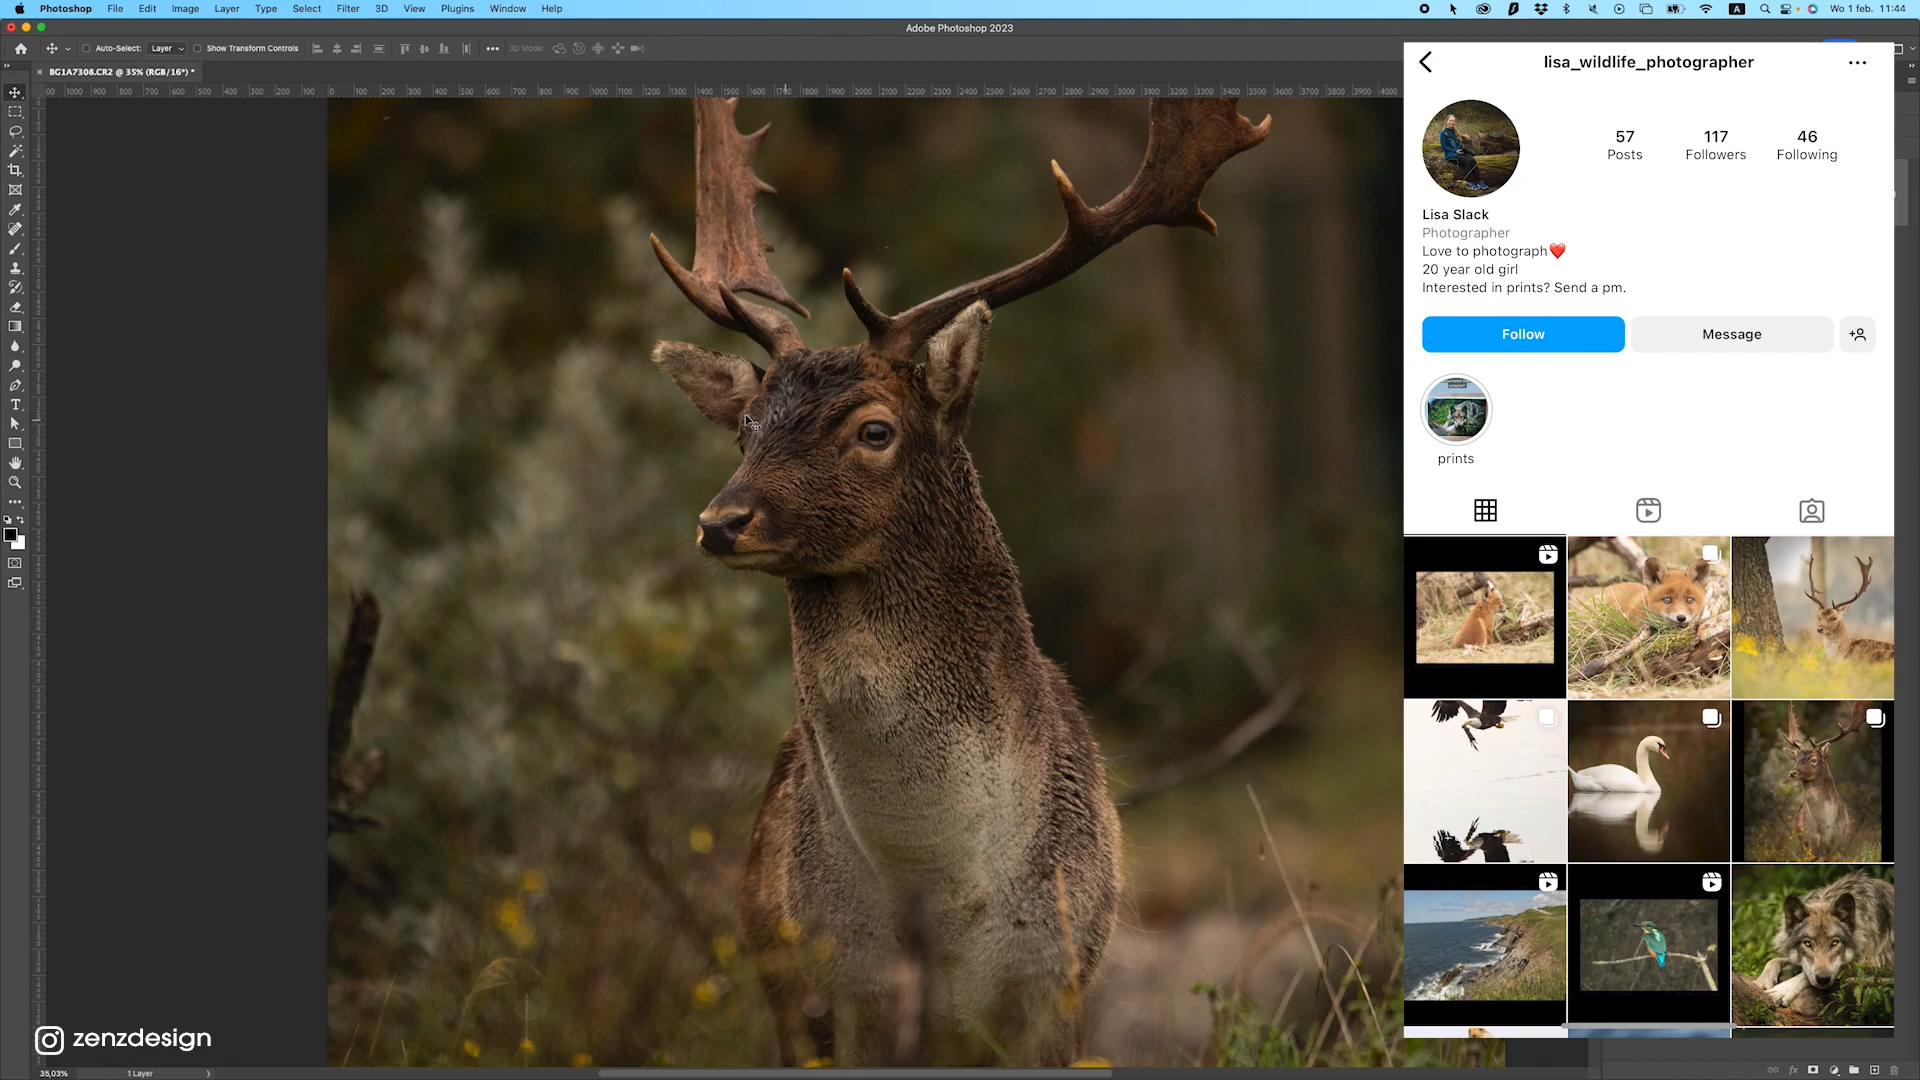 Photoshop File Edit Image Layer Type Select Filter 3D View Plugins Window Help
Wo 1 feb. 11:44
Adobe Photoshop 2023
Auto-Select: Layer Show Transform Controls 3D Mode:
BG1A7308.CR2 @ 35% (RGB/16*) *
lisa_wildlife_photographer
57 117 46
Posts Followers Following
Lisa Slack
Photographer
Love to photograph❤️
20 year old girl
Interested in prints? Send a pm.
Follow Message
prints
zenzdesign
35,03% 1 Layer